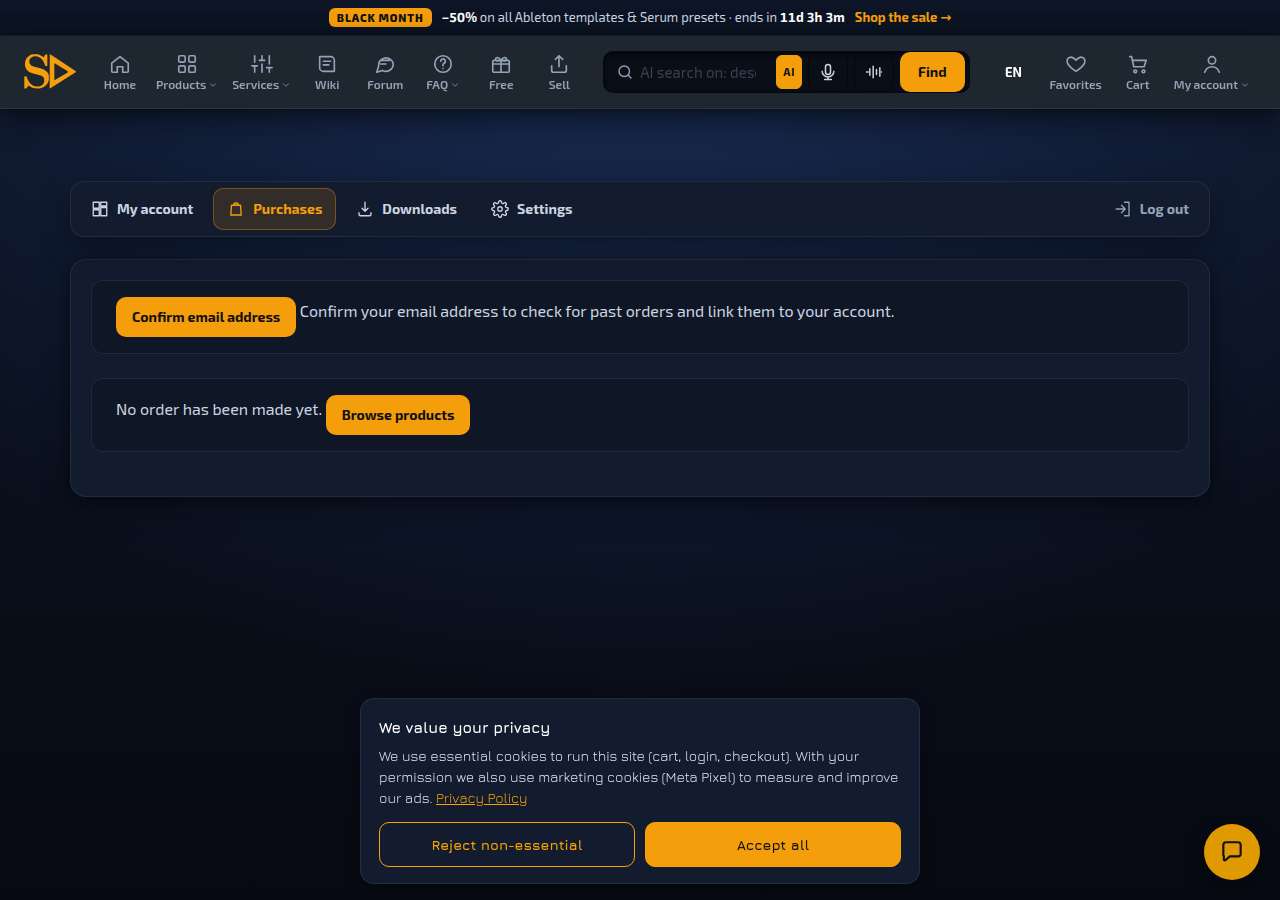 BLACK MONTH −50% on all Ableton templates & Serum presets · ends in 11d 3h 3m Shop the sale →
SD
Home
Products
Services
Wiki
Forum
FAQ
Free
Sell
AI search on: des
AI
Find
EN
Favorites
Cart
My account
My account
Purchases
Downloads
Settings
Log out
Confirm email address Confirm your email address to check for past orders and link them to your account.
No order has been made yet. Browse products
We value your privacy
We use essential cookies to run this site (cart, login, checkout). With your
permission we also use marketing cookies (Meta Pixel) to measure and improve
our ads. Privacy Policy
Reject non-essential
Accept all